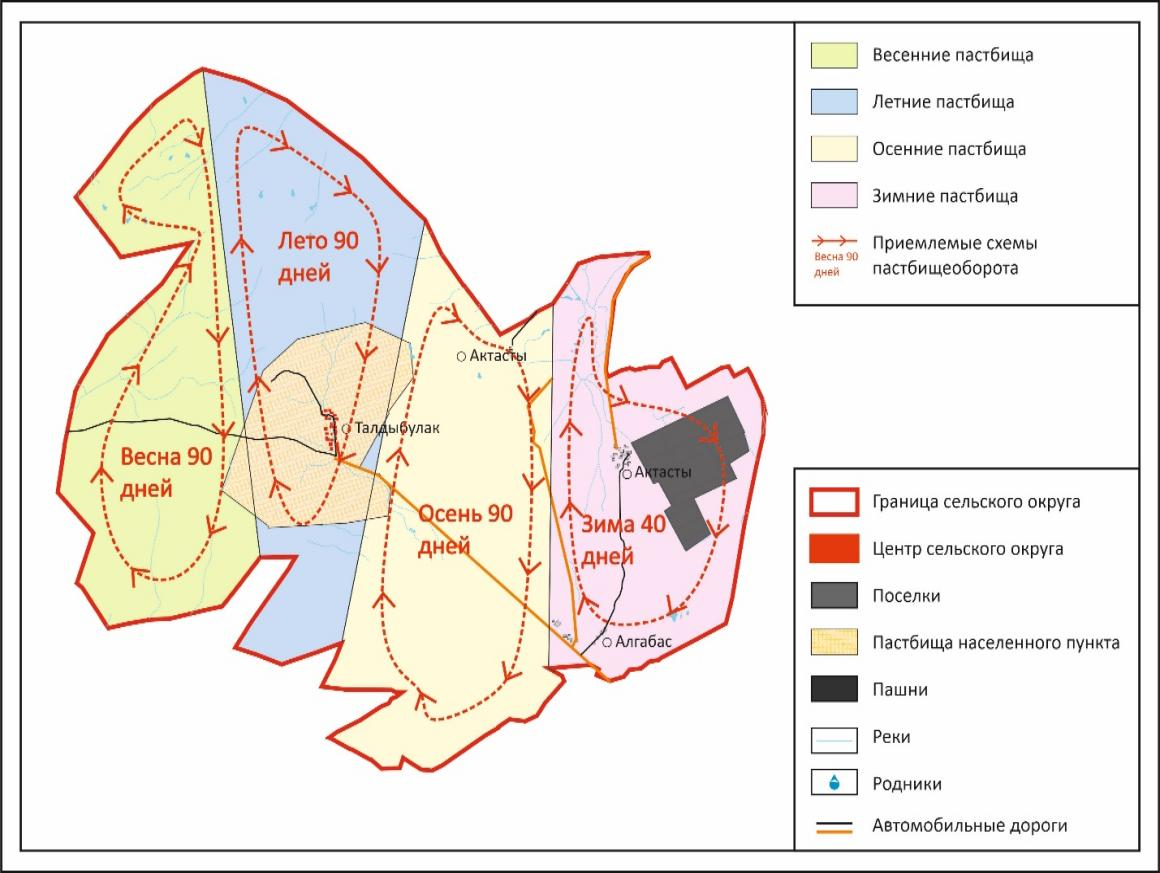 Весенние пастбища
Летние пастбища
Осенние пастбища
Зимние пастбища
Весна 90
дней
Приемлемые схемы
пастбищеоборота
Лето 90
дней
Актасты
Талдыбулак
Весна 90
дней
Осень 90
дней
Актасты
Зима 40
дней
Алгабас
Граница сельского округа
Центр сельского округа
Поселки
Пастбища населенного пункта
Пашни
Реки
Родники
Автомобильные дороги